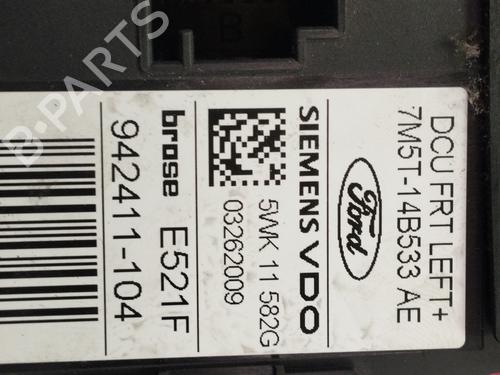 B
DCU FRT LEFT+
7M5T-14B533 AE
Ford
SIEMENS VDO
5WK 11 582G
03262009
brose E521F
942411-104
B-PARTS